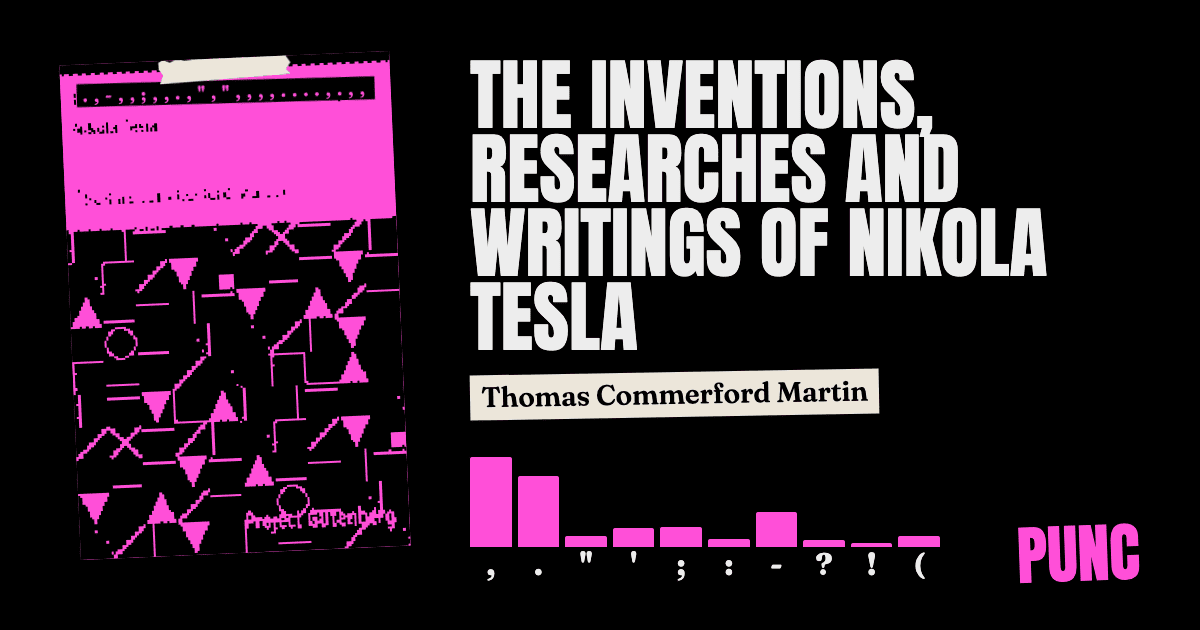 THE INVENTIONS,
RESEARCHES AND
WRITINGS OF NIKOLA
TESLA
Thomas Commerford Martin
, . " ' ; : - ? ! (
PUNC
Project Gutenberg